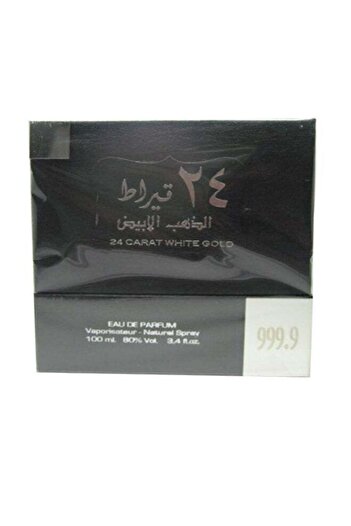 ٢٤ قيراط
الذهب الابيض
24 CARAT WHITE GOLD
EAU DE PARFUM
Vaporisateur - Natural Spray
100 ml. 80% Vol. 3,4 fl.oz.
999.9